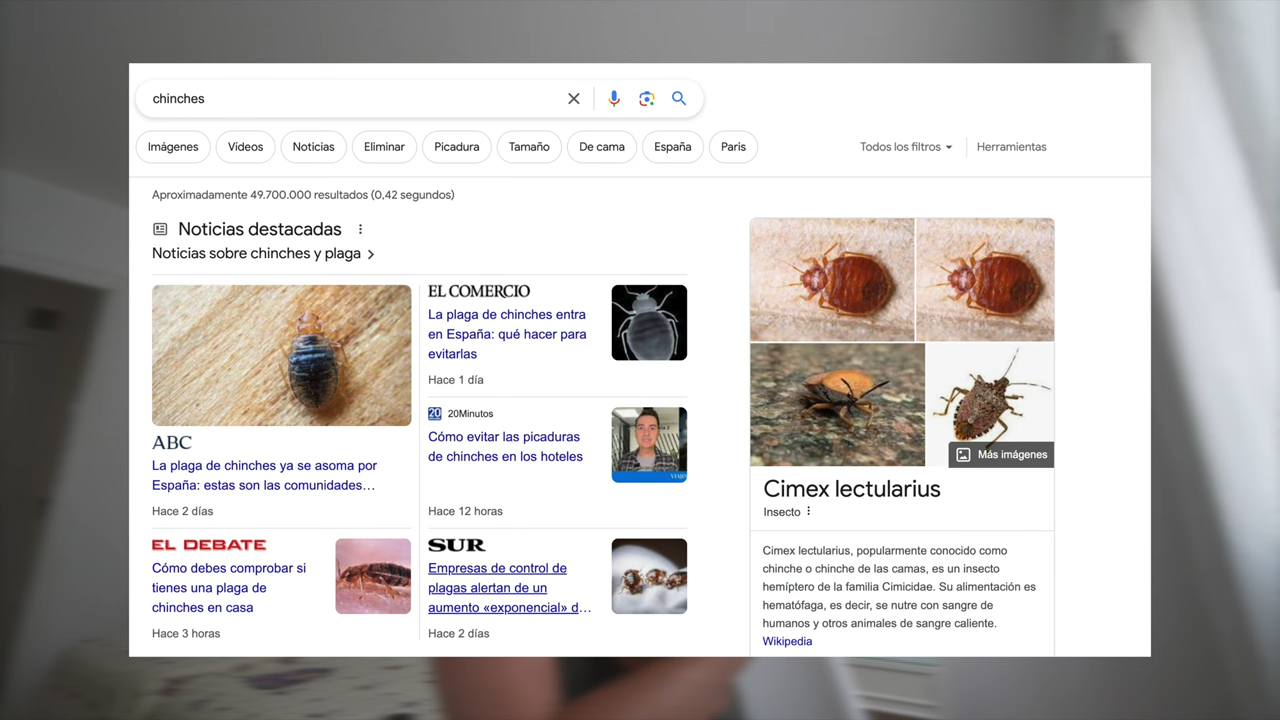 chinches
Imágenes
Vídeos
Noticias
Eliminar
Picadura
Tamaño
De cama
España
París
Todos los filtros
Herramientas
Aproximadamente 49.700.000 resultados (0,42 segundos)
Noticias destacadas
Noticias sobre chinches y plaga
ABC
La plaga de chinches ya se asoma por
España: estas son las comunidades…
Hace 2 días
EL COMERCIO
La plaga de chinches entra
en España: qué hacer para
evitarlas
Hace 1 día
20 20Minutos
Cómo evitar las picaduras
de chinches en los hoteles
Hace 12 horas
EL DEBATE
Cómo debes comprobar si
tienes una plaga de
chinches en casa
Hace 3 horas
SUR
Empresas de control de
plagas alertan de un
aumento «exponencial» d…
Hace 2 días
Más imágenes
Cimex lectularius
Insecto
Cimex lectularius, popularmente conocido como
chinche o chinche de las camas, es un insecto
hemíptero de la familia Cimicidae. Su alimentación es
hematófaga, es decir, se nutre con sangre de
humanos y otros animales de sangre caliente.
Wikipedia